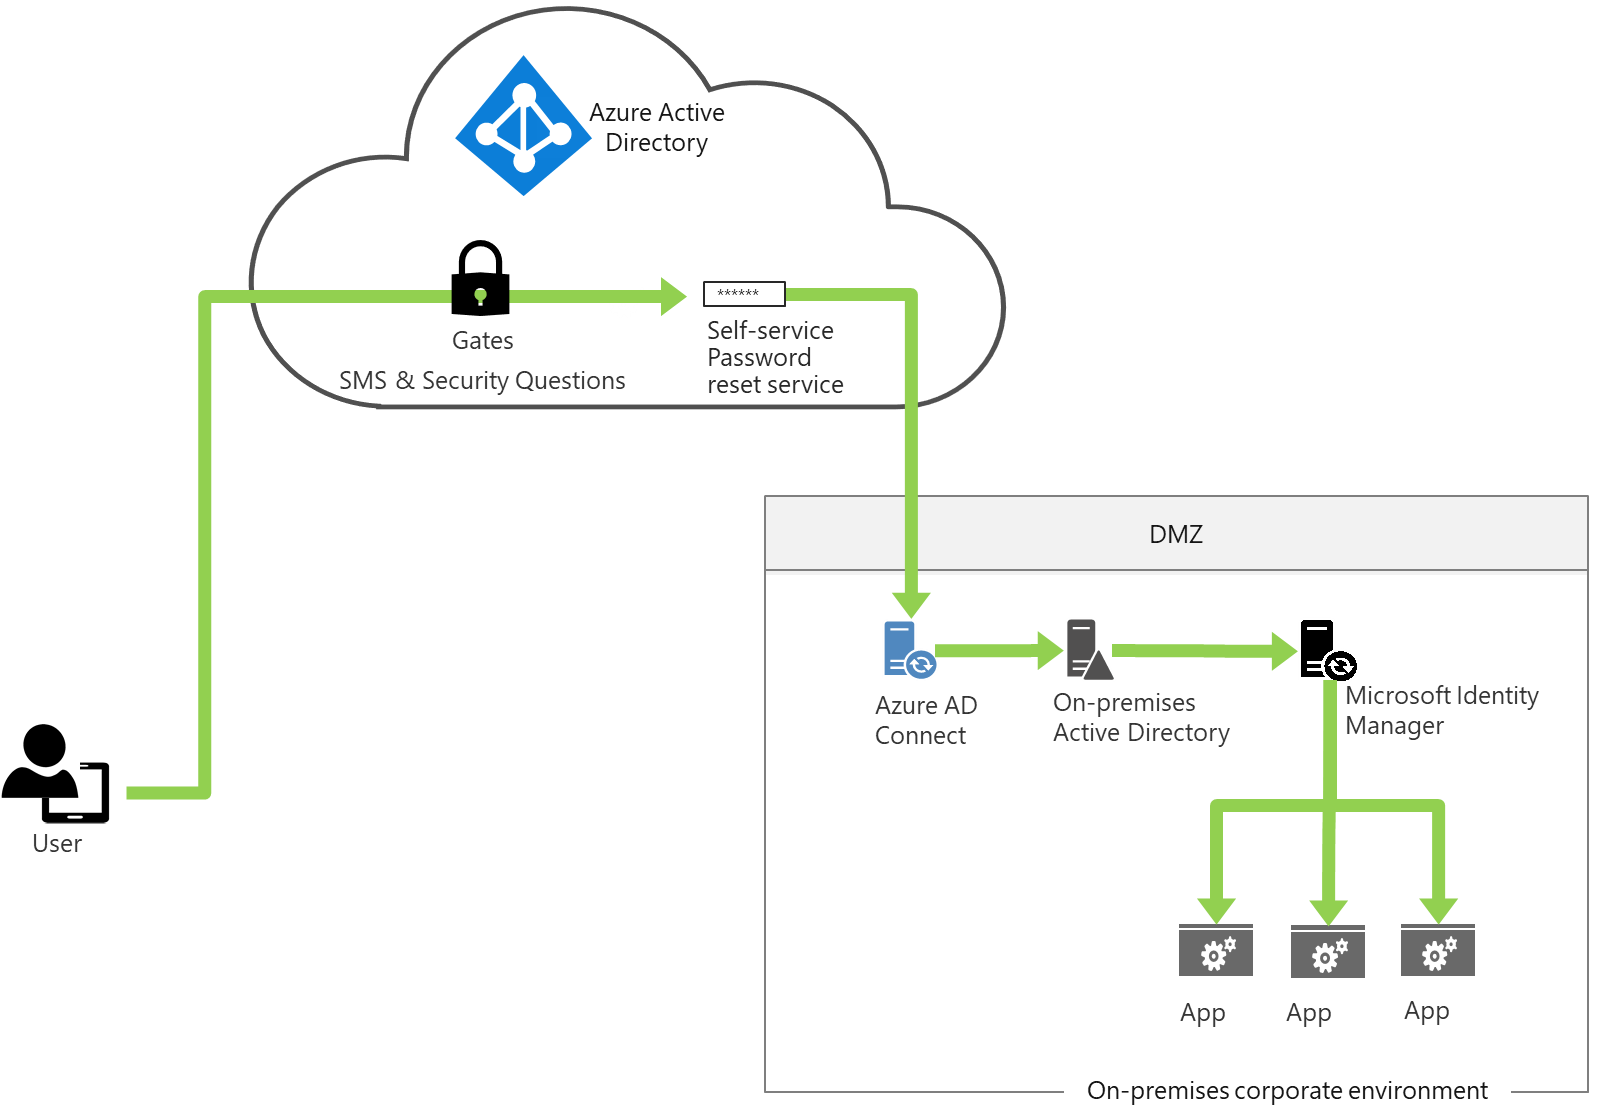 Azure Active
Directory
Gates
SMS & Security Questions
******
Self-service
Password
reset service
DMZ
Azure AD
Connect
On-premises
Active Directory
Microsoft Identity
Manager
User
App
App
App
On-premises corporate environment